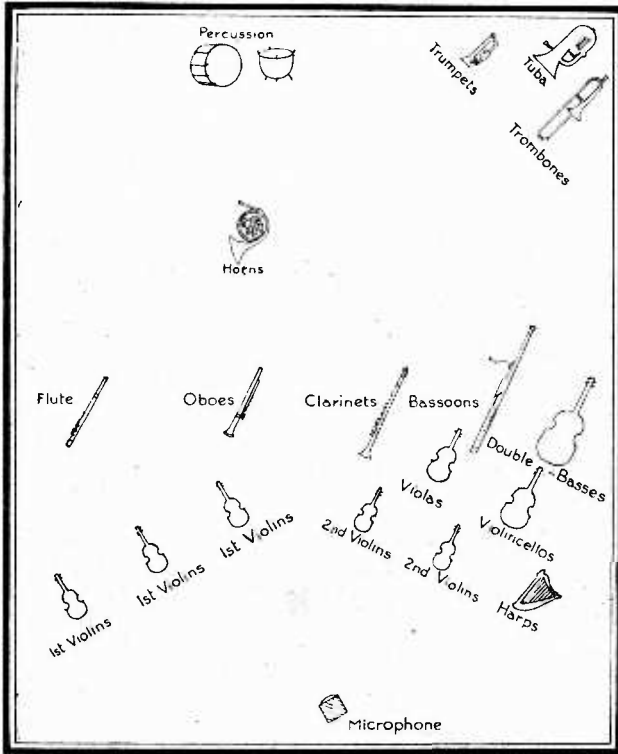 Percussion
Trumpets
Tuba
Trombones
Horns
Flute
Oboes
Clarinets
Bassoons
Double-Basses
Violas
Violincellos
1st Violins
1st Violins
1st Violins
2nd Violins
2nd Violins
Harps
Microphone